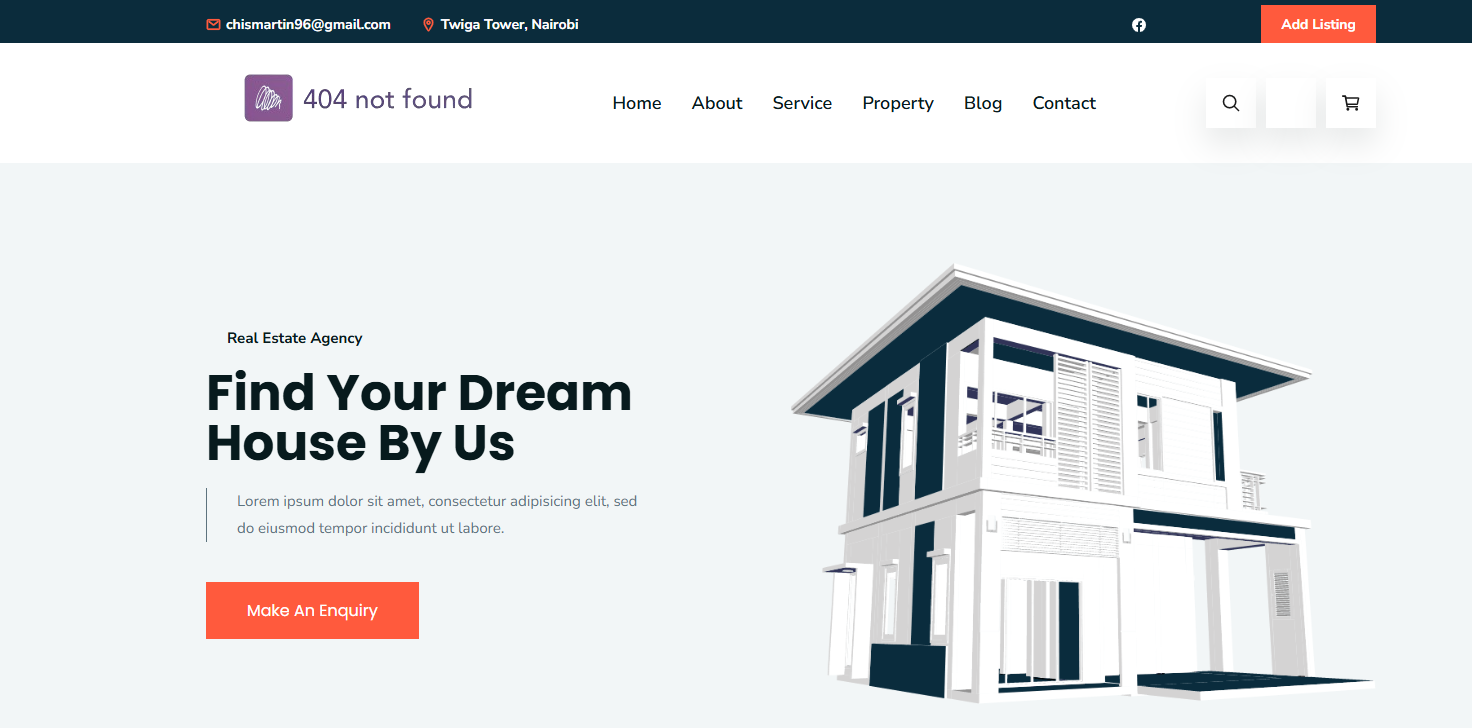 chismartin96@gmail.com
Twiga Tower, Nairobi
Add Listing
404 not found
Home
About
Service
Property
Blog
Contact
Real Estate Agency
Find Your Dream
House By Us
Lorem ipsum dolor sit amet, consectetur adipisicing elit, sed
do eiusmod tempor incididunt ut labore.
Make An Enquiry